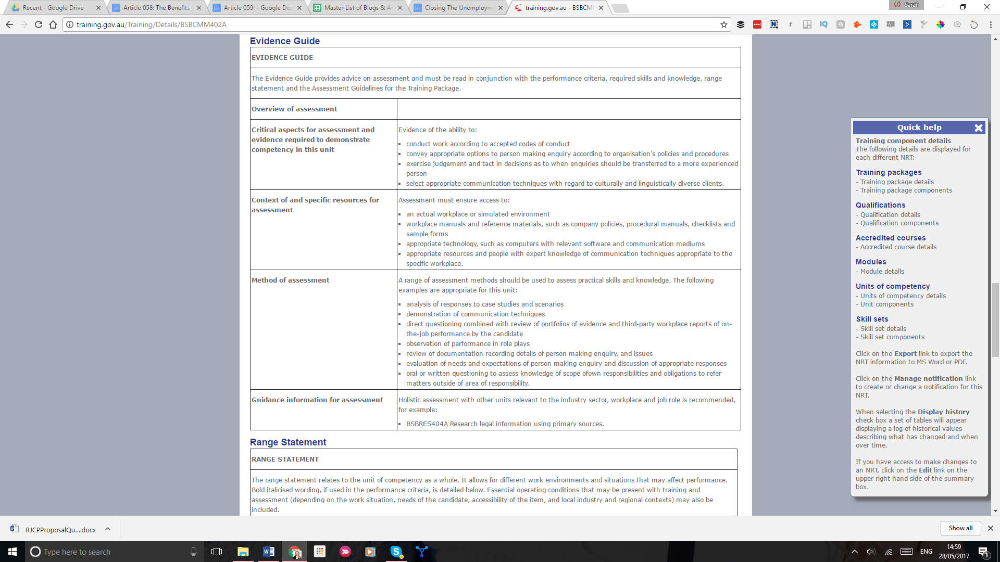 Recent - Google Drive
Article 058: The Benefits
Article 059: - Google Doc
Master List of Blogs & Ar
Closing The Unemploym
training.gov.au - BSBCMM
Sarah
training.gov.au/Training/Details/BSBCMM402A
Evidence Guide
EVIDENCE GUIDE
The Evidence Guide provides advice on assessment and must be read in conjunction with the performance criteria, required skills and knowledge, range
statement and the Assessment Guidelines for the Training Package.
Overview of assessment
Critical aspects for assessment and
evidence required to demonstrate
competency in this unit
Evidence of the ability to:
▪ conduct work according to accepted codes of conduct
▪ convey appropriate options to person making enquiry according to organisation's policies and procedures
▪ exercise judgement and tact in decisions as to when enquiries should be transferred to a more experienced
person
▪ select appropriate communication techniques with regard to culturally and linguistically diverse clients.
Context of and specific resources for
assessment
Assessment must ensure access to:
▪ an actual workplace or simulated environment
▪ workplace manuals and reference materials, such as company policies, procedural manuals, checklists and
sample forms
▪ appropriate technology, such as computers with relevant software and communication mediums
▪ appropriate resources and people with expert knowledge of communication techniques appropriate to the
specific workplace.
Method of assessment
A range of assessment methods should be used to assess practical skills and knowledge. The following
examples are appropriate for this unit:
▪ analysis of responses to case studies and scenarios
▪ demonstration of communication techniques
▪ direct questioning combined with review of portfolios of evidence and third-party workplace reports of on-
the-job performance by the candidate
▪ observation of performance in role plays
▪ review of documentation recording details of person making enquiry, and issues
▪ evaluation of needs and expectations of person making enquiry and discussion of appropriate responses
▪ oral or written questioning to assess knowledge of scope ofown responsibilities and obligations to refer
matters outside of area of responsibility.
Guidance information for assessment
Holistic assessment with other units relevant to the industry sector, workplace and job role is recommended,
for example:
▪ BSBRES404A Research legal information using primary sources.
Range Statement
RANGE STATEMENT
The range statement relates to the unit of competency as a whole. It allows for different work environments and situations that may affect performance.
Bold italicised wording, if used in the performance criteria, is detailed below. Essential operating conditions that may be present with training and
assessment (depending on the work situation, needs of the candidate, accessibility of the item, and local industry and regional contexts) may also be
included.
Quick help
Training component details
The following details are displayed for
each different NRT:-
Training packages
- Training package details
- Training package components
Qualifications
- Qualification details
- Qualification components
Accredited courses
- Accredited course details
Modules
- Module details
Units of competency
- Units of competency details
- Unit components
Skill sets
- Skill set details
- Skill set components
Click on the Export link to export the
NRT information to MS Word or PDF.
Click on the Manage notification link
to create or change a notification for this
NRT.
When selecting the Display history
check box a set of tables will appear
displaying a log of historical values
describing what has changed and when
over time.
If you have access to make changes to
an NRT, click on the Edit link on the
upper right hand side of the summary
box.
RJCPProposalQu....docx
Show all
Type here to search
ENG
14:59
28/05/2017
1